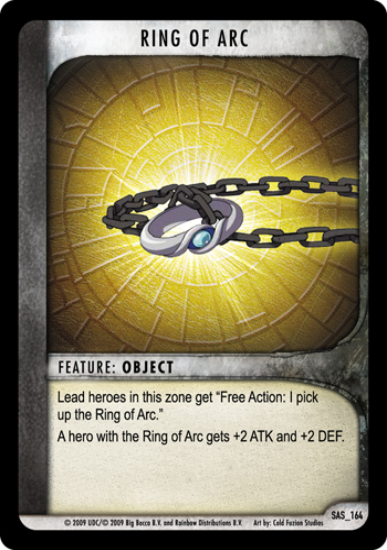 RING OF ARC
FEATURE: OBJECT
Lead heroes in this zone get “Free Action: I pick
up the Ring of Arc.”
A hero with the Ring of Arc gets +2 ATK and +2 DEF.
SAS_164
© 2009 UDC/© 2009 Big Bocca B.V. and Rainbow Distributions B.V. Art by: Cold Fusion Studios